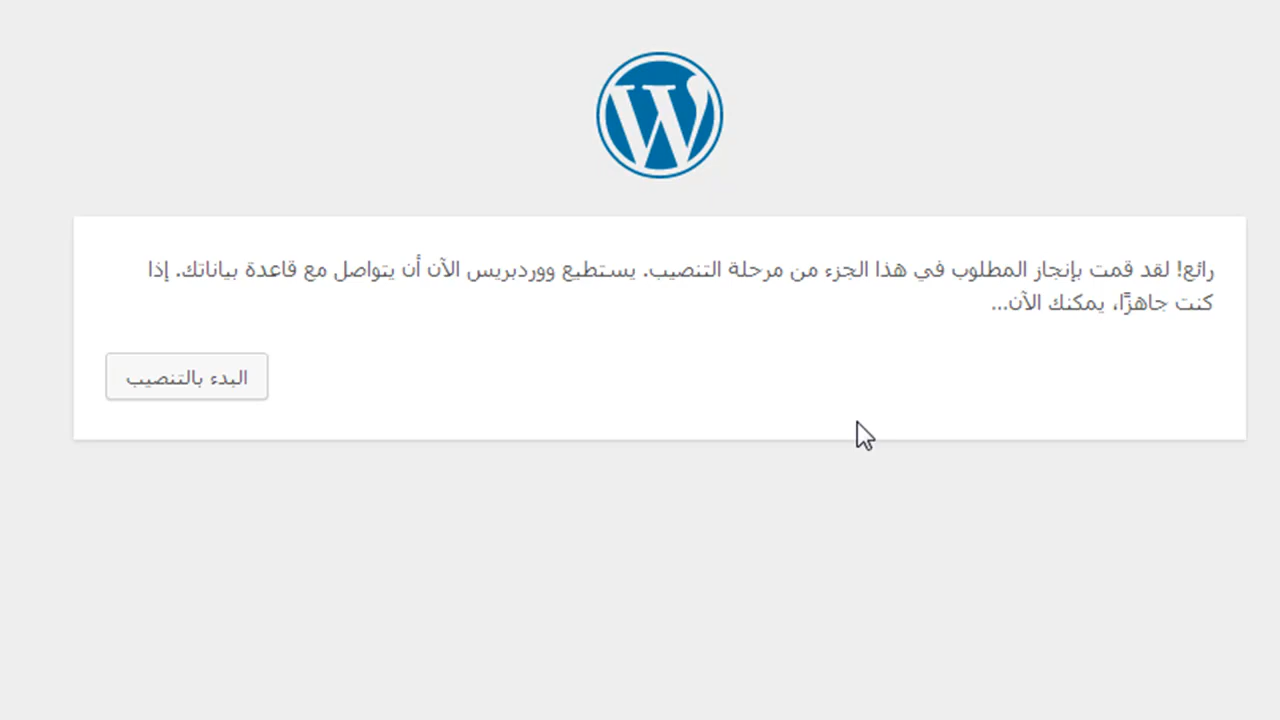 رائع! لقد قمت بإنجاز المطلوب في هذا الجزء من مرحلة التنصيب. يستطيع ووردبريس الآن أن يتواصل مع قاعدة بياناتك. إذا
كنت جاهزًا، يمكنك الآن...
البدء بالتنصيب